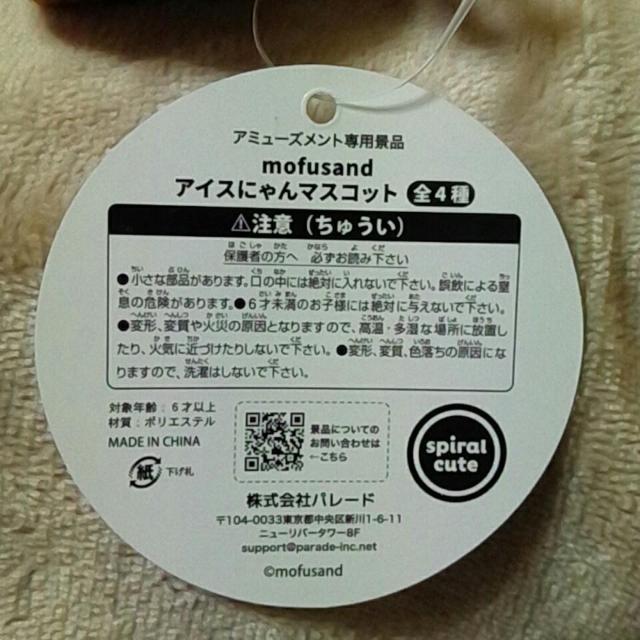 アミューズメント専用景品
mofusand
アイスにゃんマスコット 全4種
⚠注意（ちゅうい）
保護者の方へ 必ずお読み下さい
●小さな部品があります。口の中には絶対に入れないで下さい。誤飲による窒
息の危険があります。●6才未満のお子様には絶対に与えないで下さい。
●変形、変質や火災の原因となりますので、高温・多湿な場所に放置し
たり、火気に近づけたりしないで下さい。●変形、変質、色落ちの原因にな
りますので、洗濯はしないで下さい。
対象年齢：6才以上
材質：ポリエステル
MADE IN CHINA
紙 下げ札
景品についての
お問い合わせは
←こちら
spiral
cute
株式会社パレード
〒104-0033東京都中央区新川1-6-11
ニューリバータワー8F
support@parade-inc.net
©mofusand